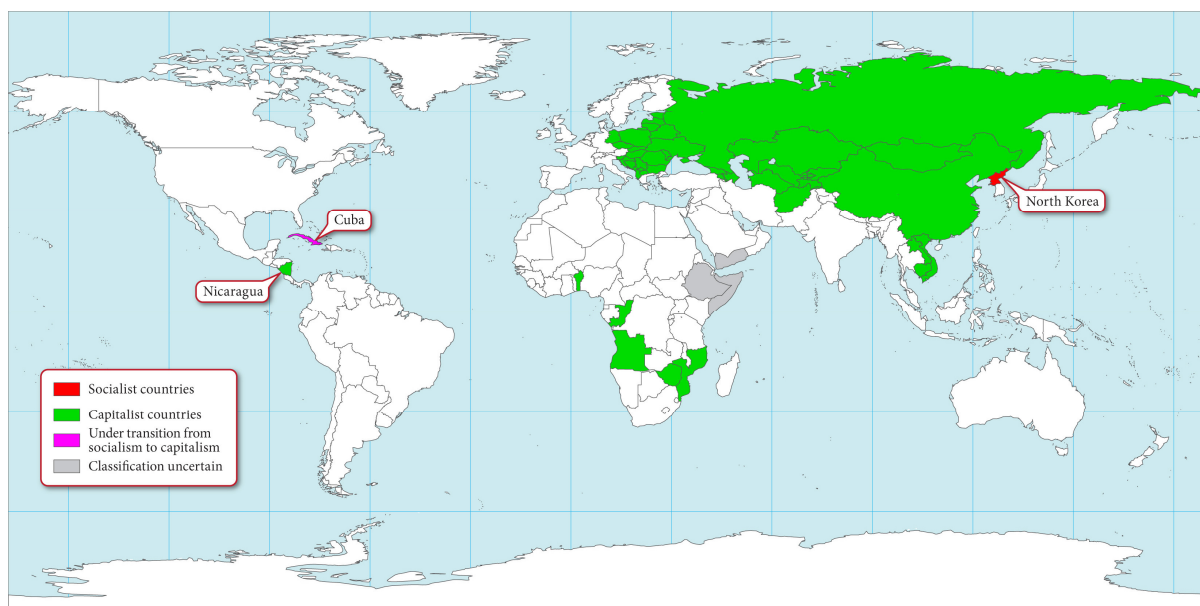 Cuba
North Korea
Nicaragua
Socialist countries
Capitalist countries
Under transition from
socialism to capitalism
Classification uncertain